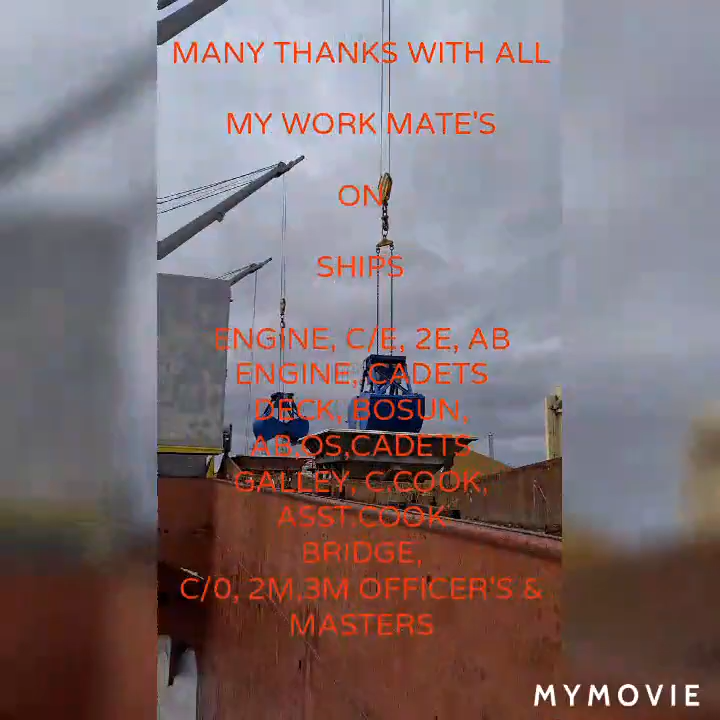 MANY THANKS WITH ALL
MY WORK MATE'S
ON
SHIPS
ENGINE, C/E, 2E, AB
ENGINE, CADETS
DECK, BOSUN,
AB,OS,CADETS
GALLEY, C.COOK,
ASST.COOK
BRIDGE,
C/0, 2M,3M OFFICER'S &
MASTERS
MYMOVIE